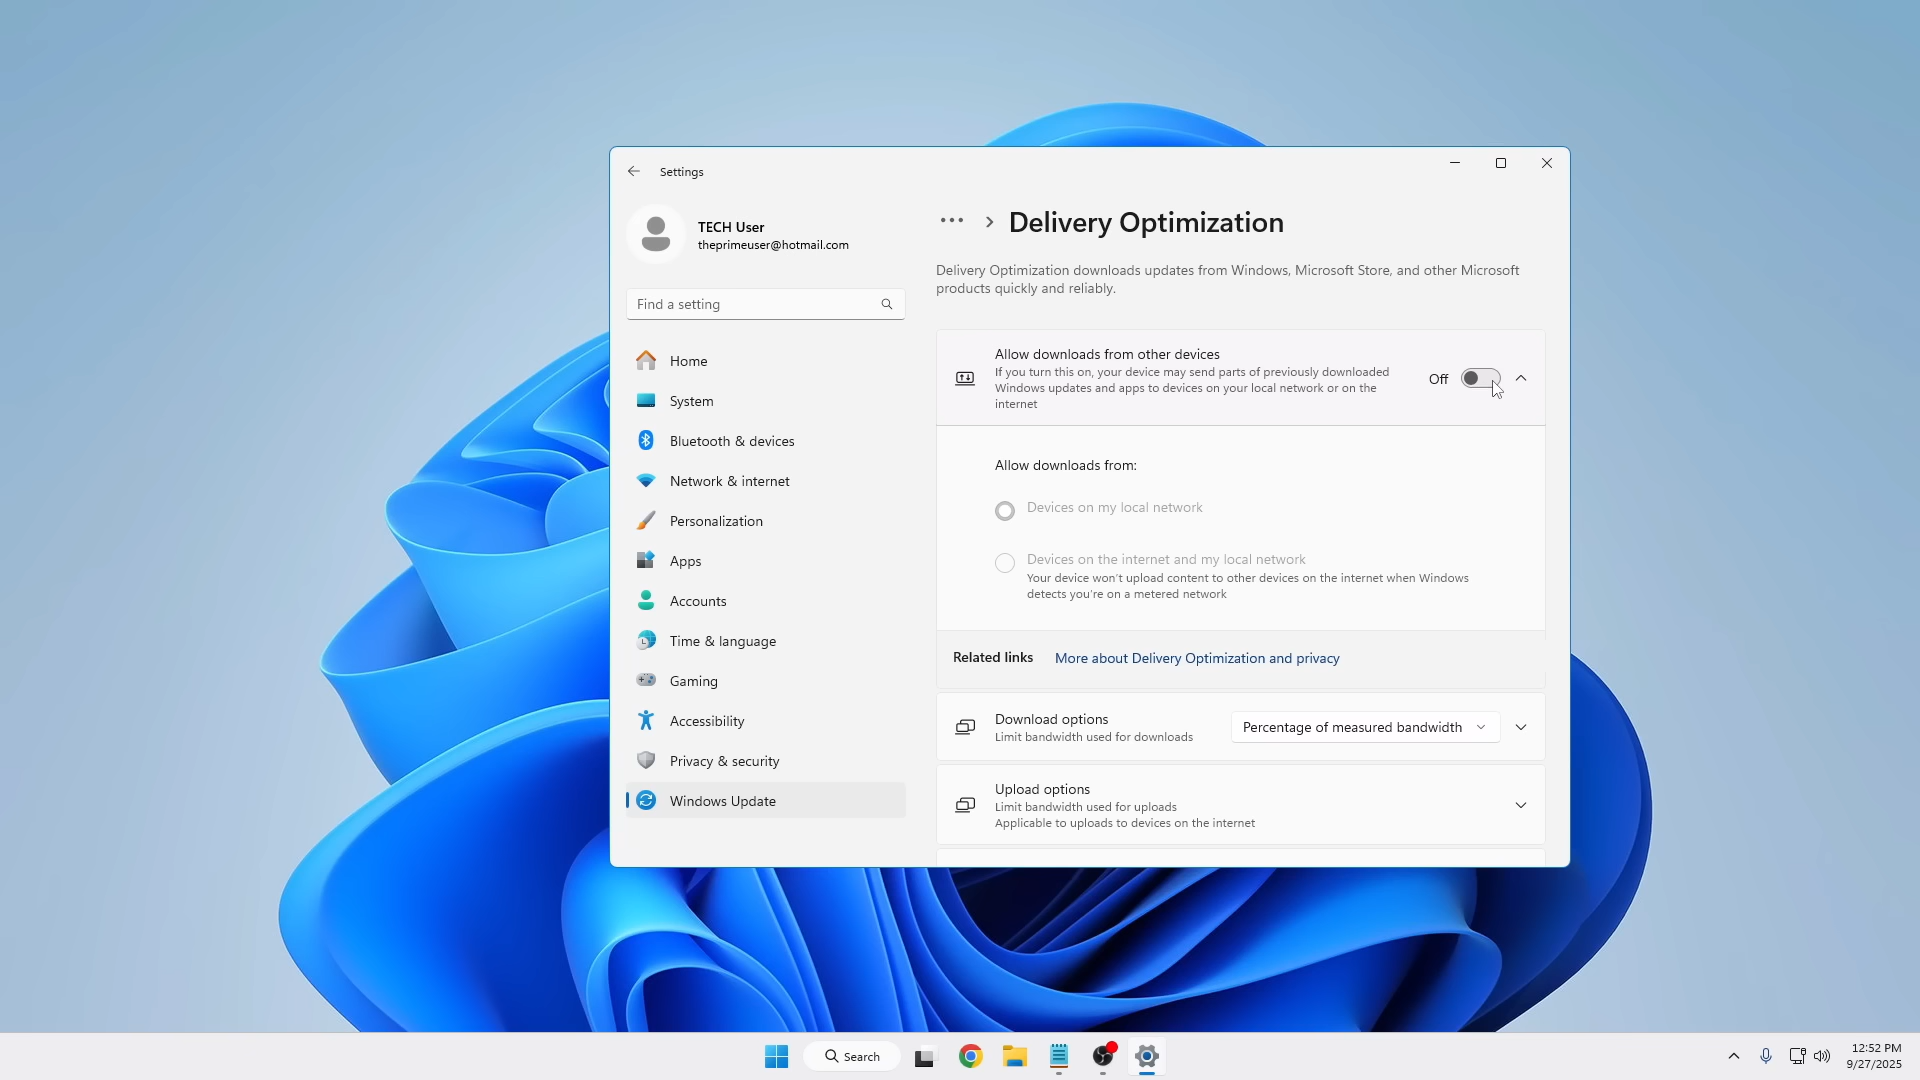 Settings
TECH User
theprimeuser@hotmail.com
Find a setting
Home
System
Bluetooth & devices
Network & internet
Personalization
Apps
Accounts
Time & language
Gaming
Accessibility
Privacy & security
Windows Update
... > Delivery Optimization
Delivery Optimization downloads updates from Windows, Microsoft Store, and other Microsoft
products quickly and reliably.
Allow downloads from other devices
If you turn this on, your device may send parts of previously downloaded
Windows updates and apps to devices on your local network or on the
internet
Off
Allow downloads from:
Devices on my local network
Devices on the internet and my local network
Your device won't upload content to other devices on the internet when Windows
detects you're on a metered network
Related links More about Delivery Optimization and privacy
Download options
Limit bandwidth used for downloads
Percentage of measured bandwidth
Upload options
Limit bandwidth used for uploads
Applicable to uploads to devices on the internet
Search
12:52 PM
9/27/2025